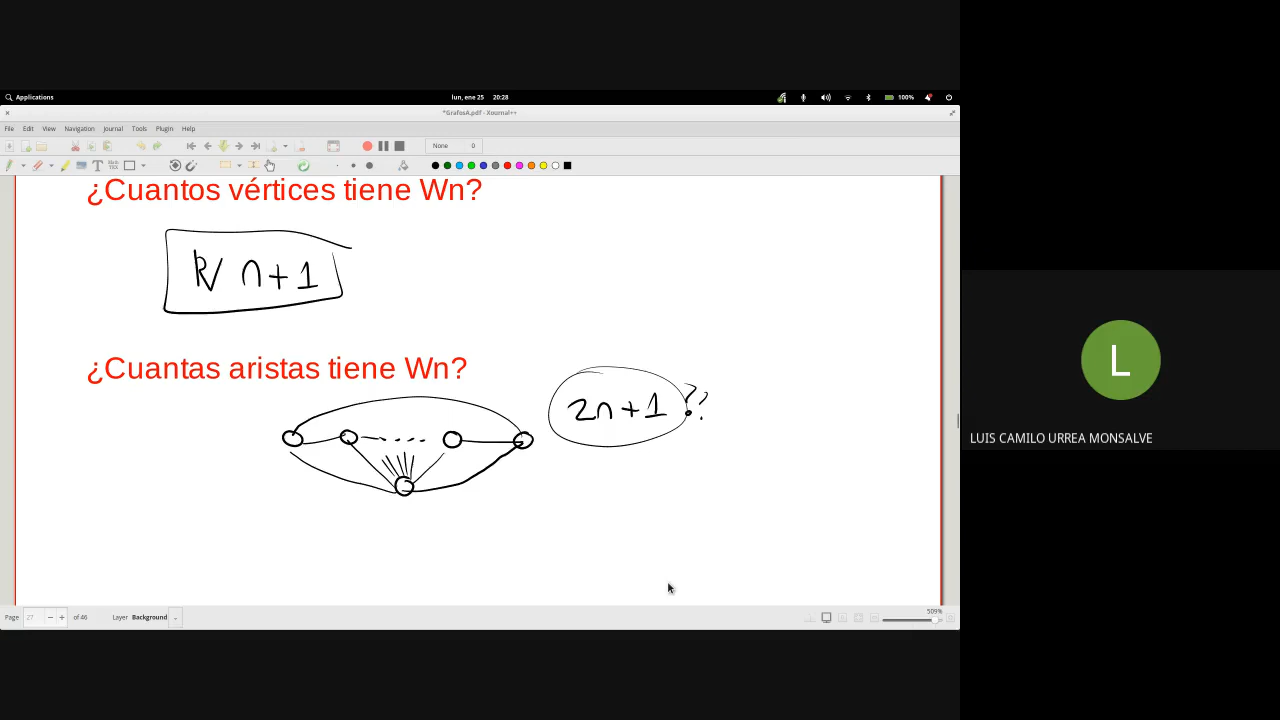 Applications
lun, ene 25 20:28
100%
*GrafosA.pdf - Xournal++
File Edit View Navigation Journal Tools Plugin Help
None 0
¿Cuantos vértices tiene Wn?
R/ n+1
¿Cuantas aristas tiene Wn?
2n+1 ??
L
LUIS CAMILO URREA MONSALVE
Page 27 of 46 Layer Background
509%